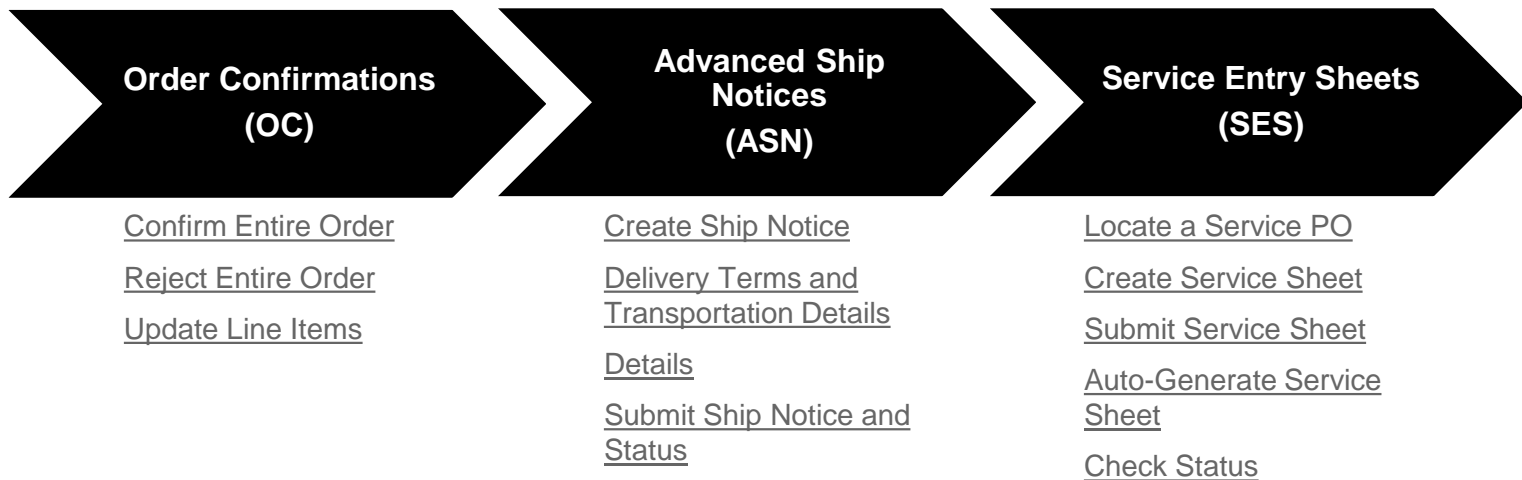 Order Confirmations
(OC)
Confirm Entire Order
Reject Entire Order
Update Line Items
Advanced Ship
Notices
(ASN)
Create Ship Notice
Delivery Terms and
Transportation Details
Details
Submit Ship Notice and
Status
Service Entry Sheets
(SES)
Locate a Service PO
Create Service Sheet
Submit Service Sheet
Auto-Generate Service
Sheet
Check Status